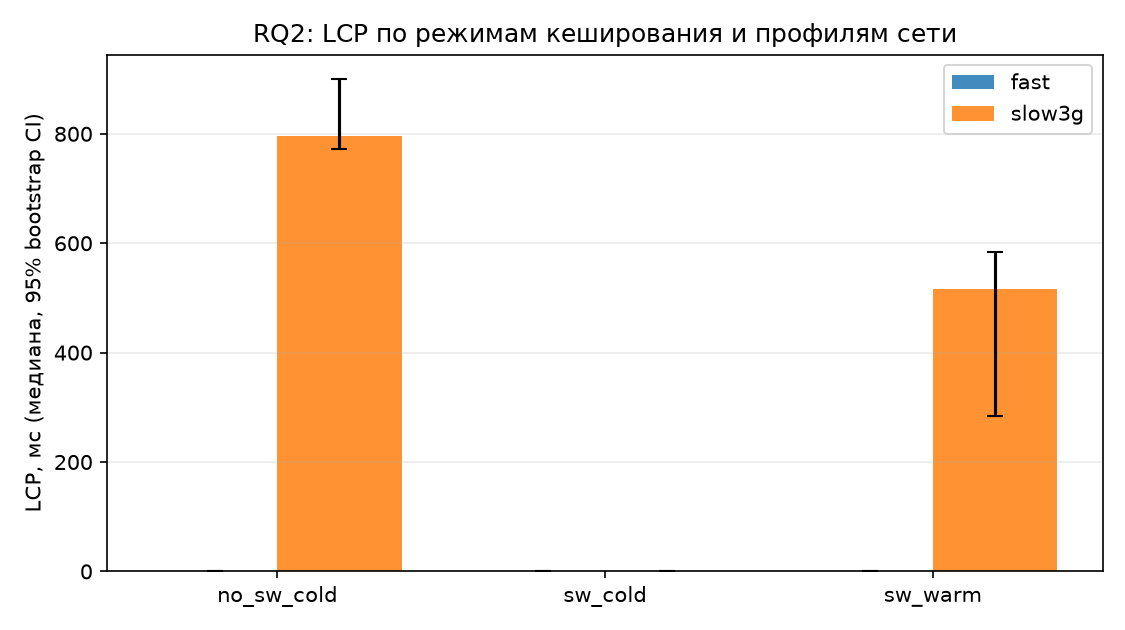 RQ2: LCP по режимам кеширования и профилям сети
LCP, мс (медиана, 95% bootstrap CI)
800
600
400
200
0
fast
slow3g
no_sw_cold
sw_cold
sw_warm